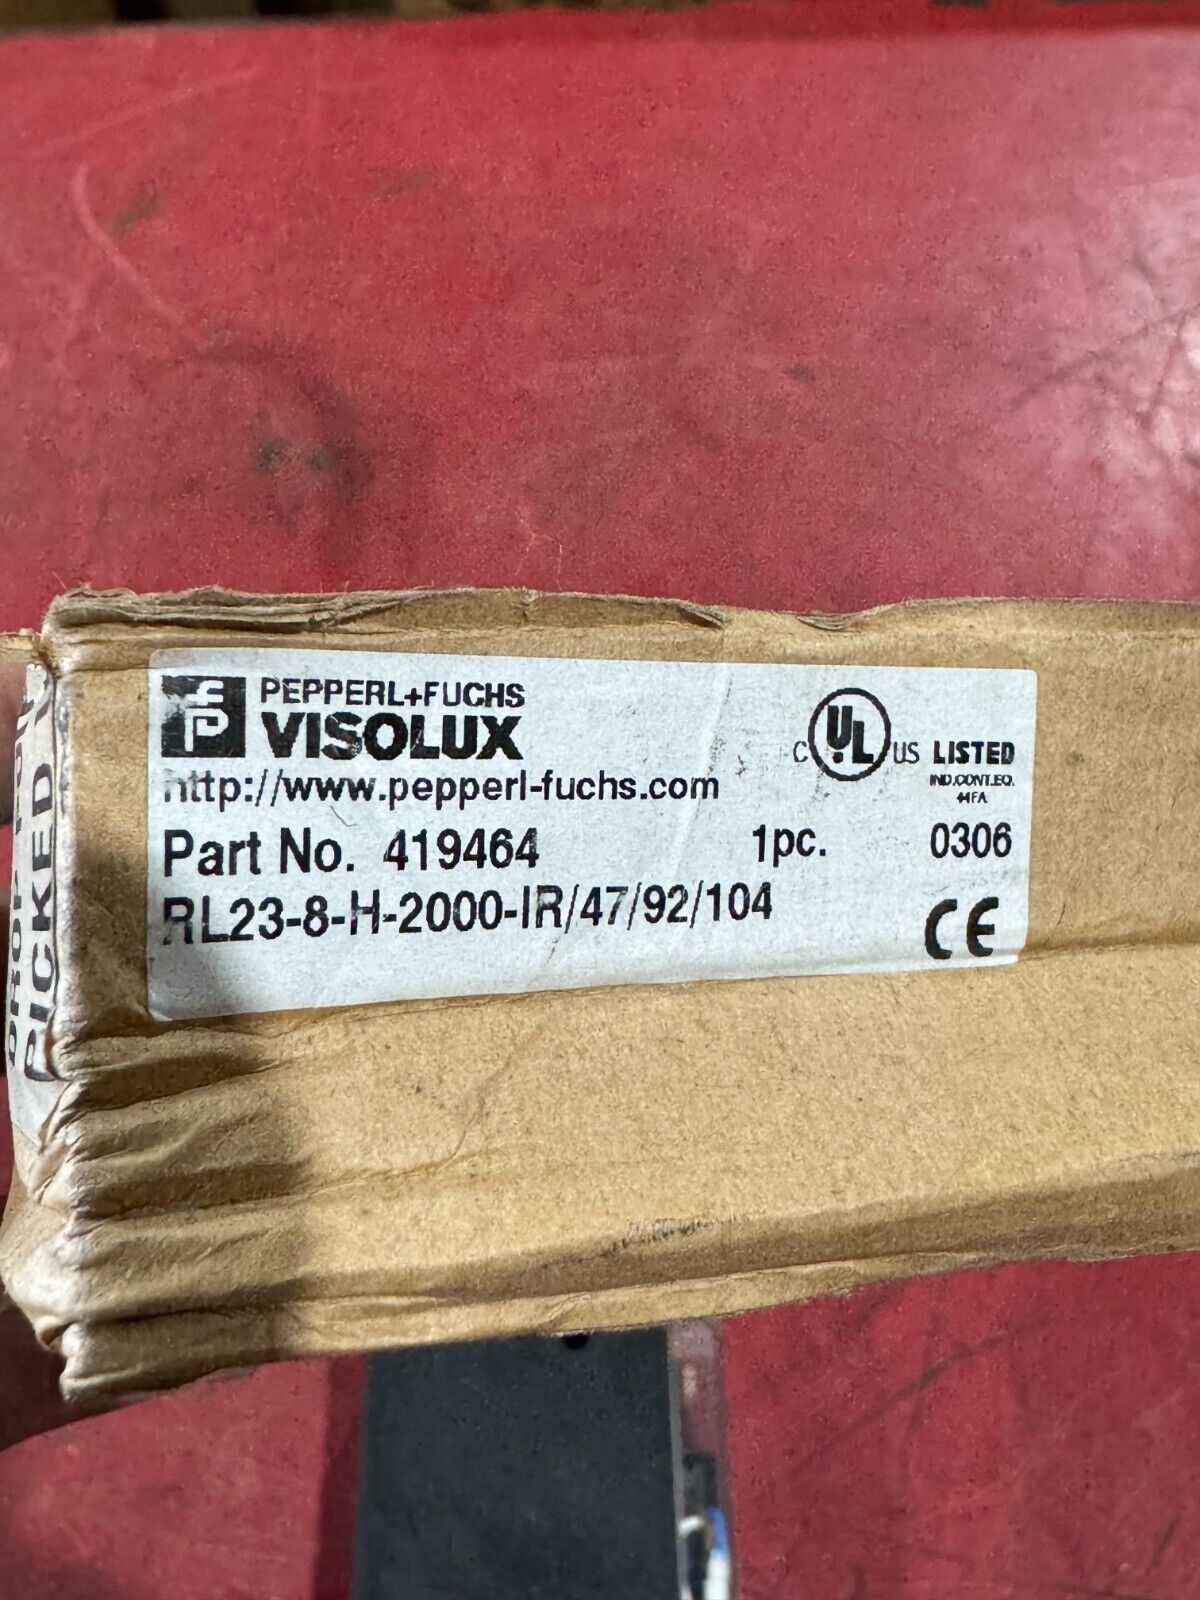 PEPPERL+FUCHS
VISOLUX
http://www.pepperl-fuchs.com
Part No. 419464 1pc. 0306
RL23-8-H-2000-IR/47/92/104
C UL US LISTED
IND.CONT.EQ.
44FA
CE
PICKED